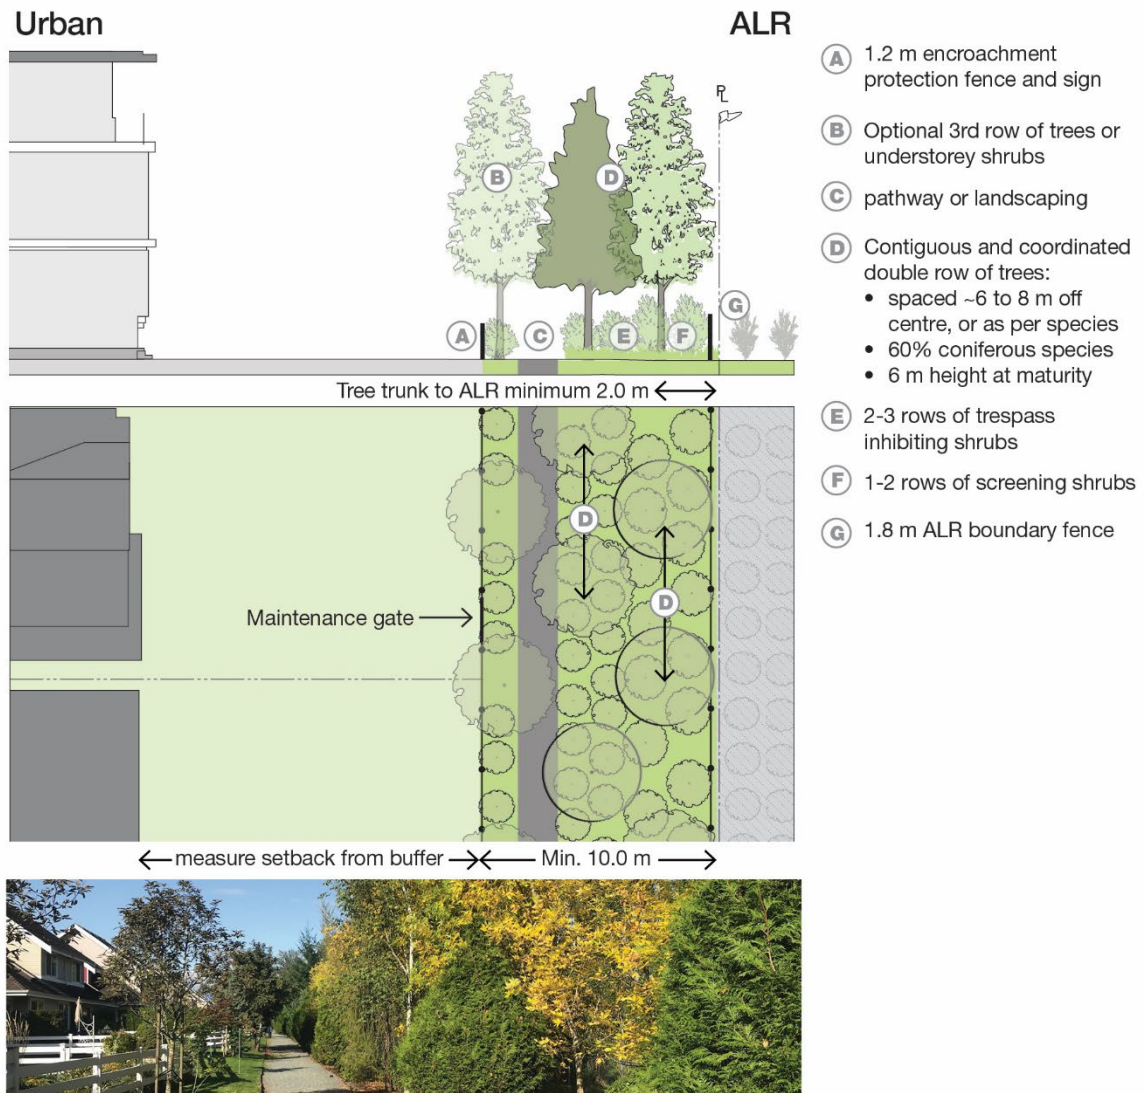 Urban
ALR
PL
B
D
A
C
E
F
G
Tree trunk to ALR minimum 2.0 m
D
D
Maintenance gate
measure setback from buffer
Min. 10.0 m
A 1.2 m encroachment
protection fence and sign
B Optional 3rd row of trees or
understorey shrubs
C pathway or landscaping
D Contiguous and coordinated
double row of trees:
• spaced ~6 to 8 m off
centre, or as per species
• 60% coniferous species
• 6 m height at maturity
E 2-3 rows of trespass
inhibiting shrubs
F 1-2 rows of screening shrubs
G 1.8 m ALR boundary fence